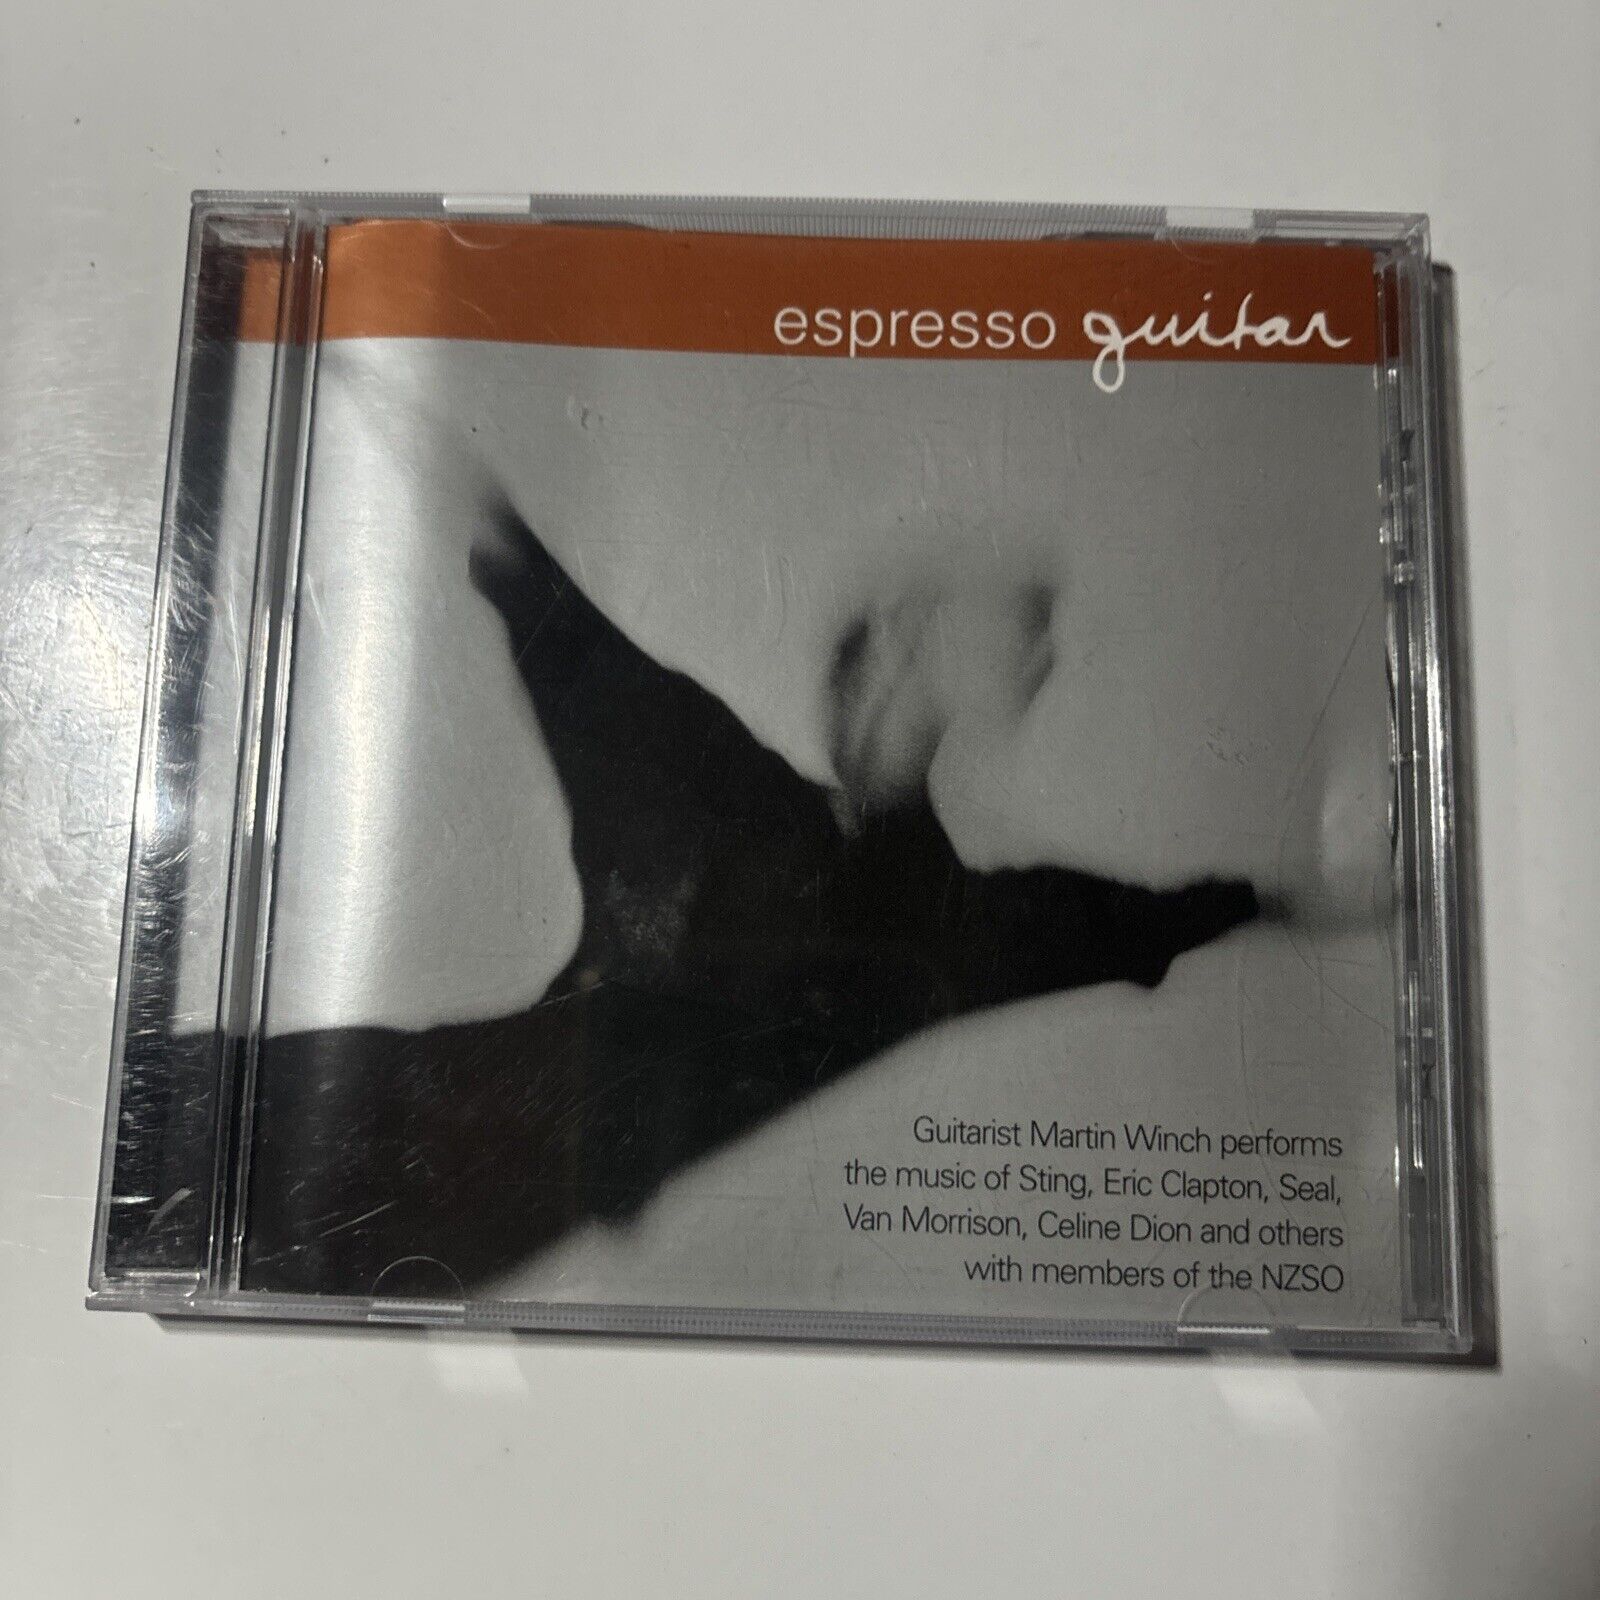 espresso guitar
Guitarist Martin Winch performs
the music of Sting, Eric Clapton, Seal,
Van Morrison, Celine Dion and others
with members of the NZSO